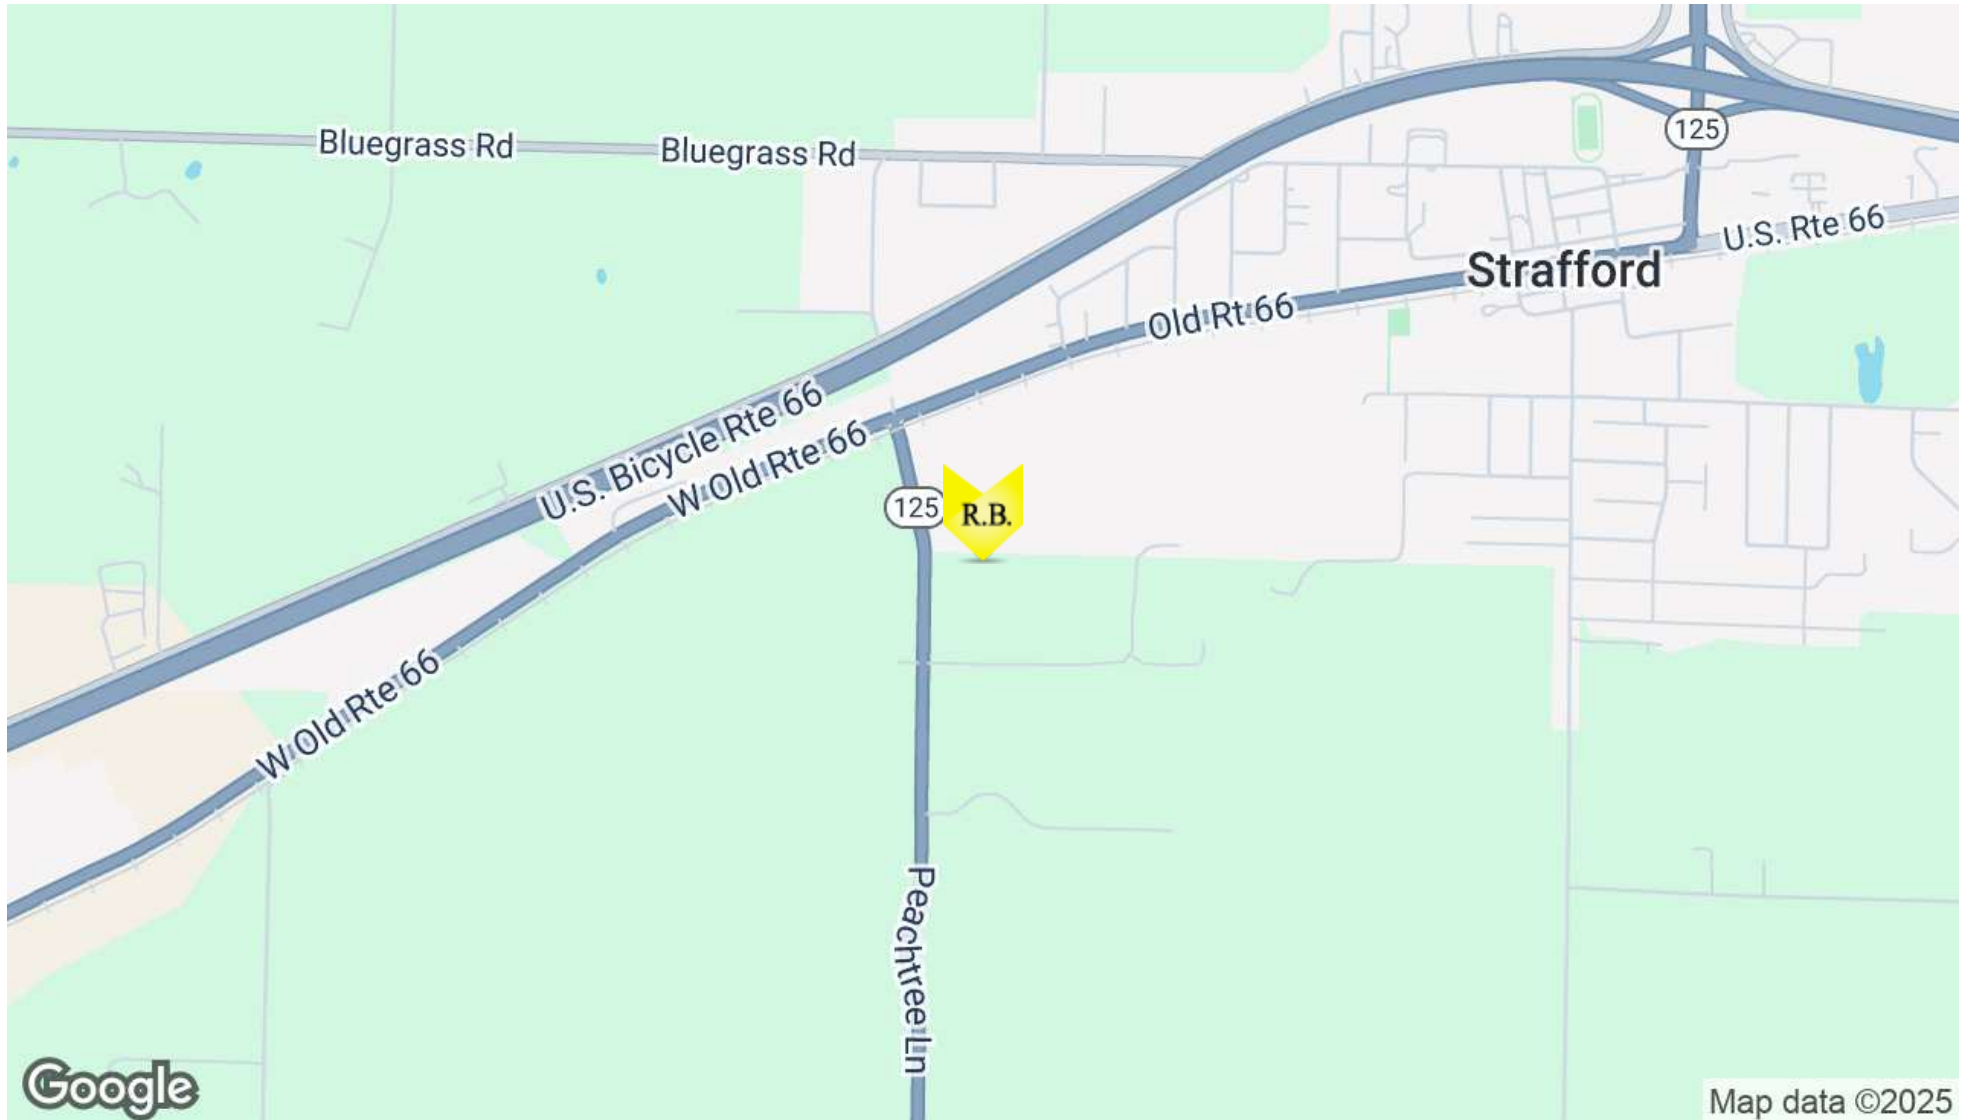 Bluegrass Rd
Bluegrass Rd
125
U.S. Rte 66
Strafford
Old Rt 66
U.S. Bicycle Rte 66
W Old Rte 66
125
R.B.
W Old Rte 66
Peachtree Ln
Google
Map data ©2025